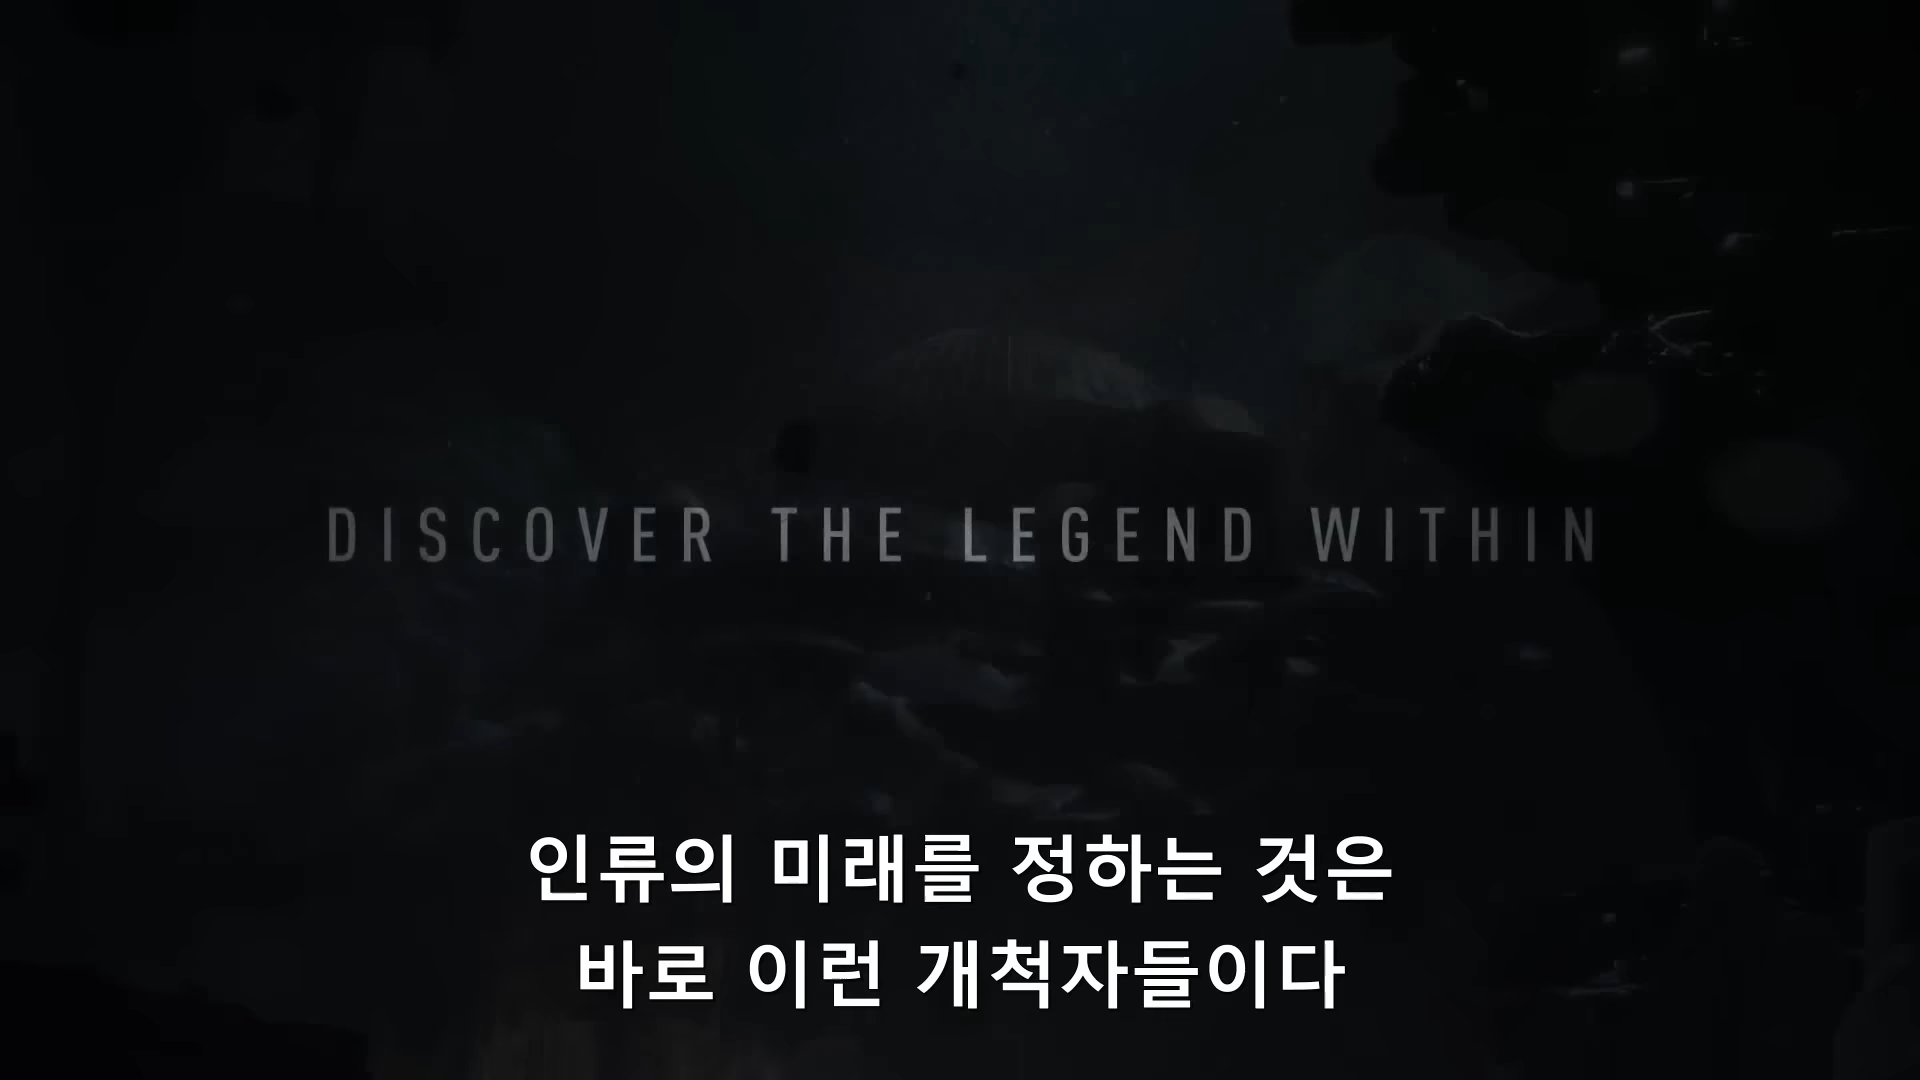 DISCOVER THE LEGEND WITHIN
인류의 미래를 정하는 것은
바로 이런 개척자들이다